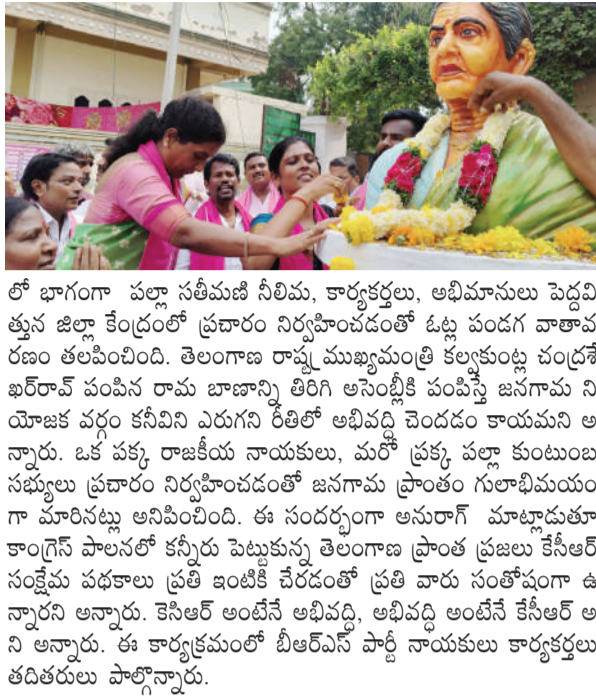 లో భాగంగా పల్లా సతీమణి నీలిమ, కార్యకర్తలు, అభిమానులు పెద్దవి
త్తున జిల్లా కేంద్రంలో ప్రచారం నిర్వహించడంతో ఓట్ల పండగ వాతావ
రణం తలపించింది. తెలంగాణ రాష్ట్ర ముఖ్యమంత్రి కల్వకుంట్ల చంద్రశే
ఖర్‌రావ్ పంపిన రామ బాణాన్ని తిరిగి అసెంబ్లీకి పంపిస్తే జనగామ ని
యోజక వర్గం కనీవిని ఎరుగని రీతిలో అభివద్ధి చెందడం కాయమని అ
న్నారు. ఒక పక్క రాజకీయ నాయకులు, మరో ప్రక్క పల్లా కుంటుంబ
సభ్యులు ప్రచారం నిర్వహించడంతో జనగామ ప్రాంతం గులాభిమయం
గా మారినట్లు అనిపించింది. ఈ సందర్భంగా అనురాగ్ మాట్లాడుతూ
కాంగ్రెస్ పాలనలో కన్నీరు పెట్టుకున్న తెలంగాణ ప్రాంత ప్రజలు కేసీఆర్
సంక్షేమ పథకాలు ప్రతి ఇంటికి చేరడంతో ప్రతి వారు సంతోషంగా ఉ
న్నారని అన్నారు. కెసిఆర్ అంటేనే అభివద్ధి, అభివద్ధి అంటేనే కేసీఆర్ అ
ని అన్నారు. ఈ కార్యక్రమంలో బీఆర్ఎస్ పార్టీ నాయకులు కార్యకర్తలు
తదితరులు పాల్గొన్నారు.